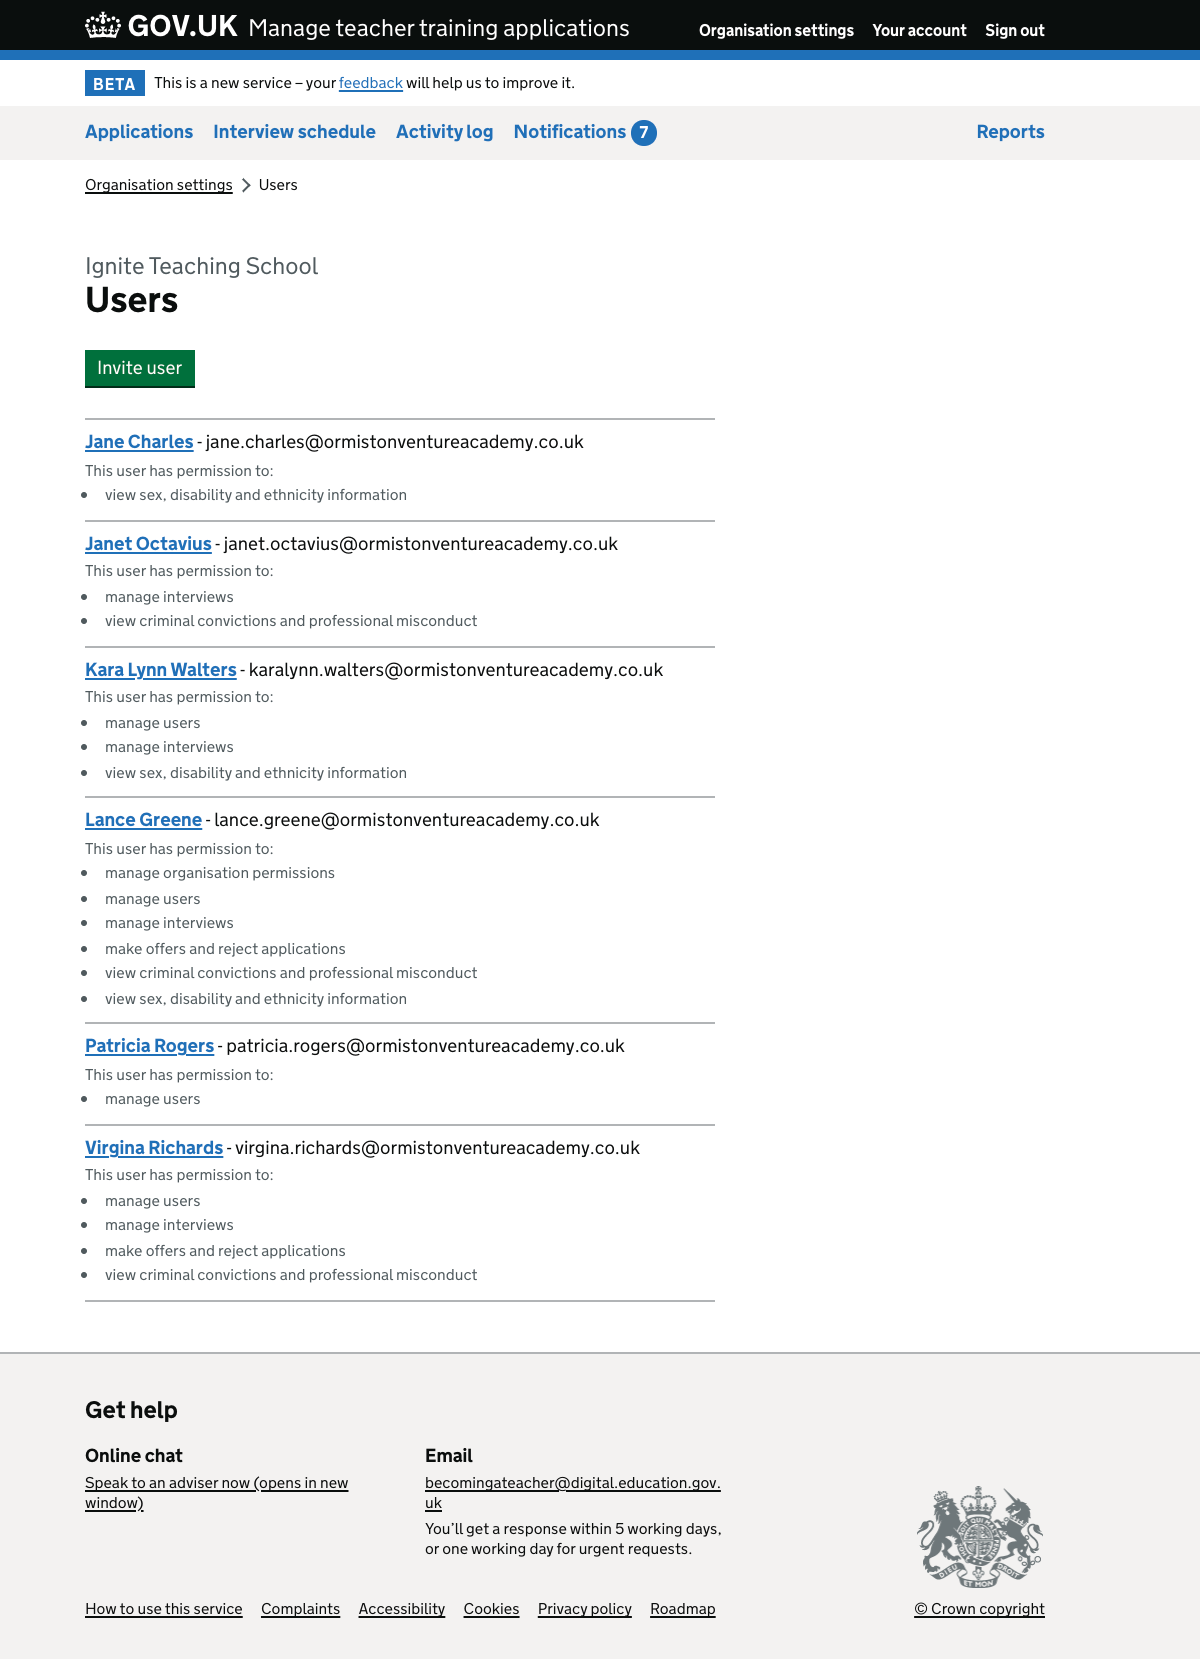 GOV.UK Manage teacher training applications Organisation settings Your account Sign out
BETA This is a new service – your feedback will help us to improve it.
Applications Interview schedule Activity log Notifications 7 Reports
Organisation settings Users
Ignite Teaching School
Users
Invite user
Jane Charles - jane.charles@ormistonventureacademy.co.uk
This user has permission to:
• view sex, disability and ethnicity information
Janet Octavius - janet.octavius@ormistonventureacademy.co.uk
This user has permission to:
• manage interviews
• view criminal convictions and professional misconduct
Kara Lynn Walters - karalynn.walters@ormistonventureacademy.co.uk
This user has permission to:
• manage users
• manage interviews
• view sex, disability and ethnicity information
Lance Greene - lance.greene@ormistonventureacademy.co.uk
This user has permission to:
• manage organisation permissions
• manage users
• manage interviews
• make offers and reject applications
• view criminal convictions and professional misconduct
• view sex, disability and ethnicity information
Patricia Rogers - patricia.rogers@ormistonventureacademy.co.uk
This user has permission to:
• manage users
Virgina Richards - virgina.richards@ormistonventureacademy.co.uk
This user has permission to:
• manage users
• manage interviews
• make offers and reject applications
• view criminal convictions and professional misconduct
Get help
Online chat
Speak to an adviser now (opens in new
window)
Email
becomingateacher@digital.education.gov.
uk
You’ll get a response within 5 working days,
or one working day for urgent requests.
DIEU ET MON DROIT
How to use this service Complaints Accessibility Cookies Privacy policy Roadmap © Crown copyright